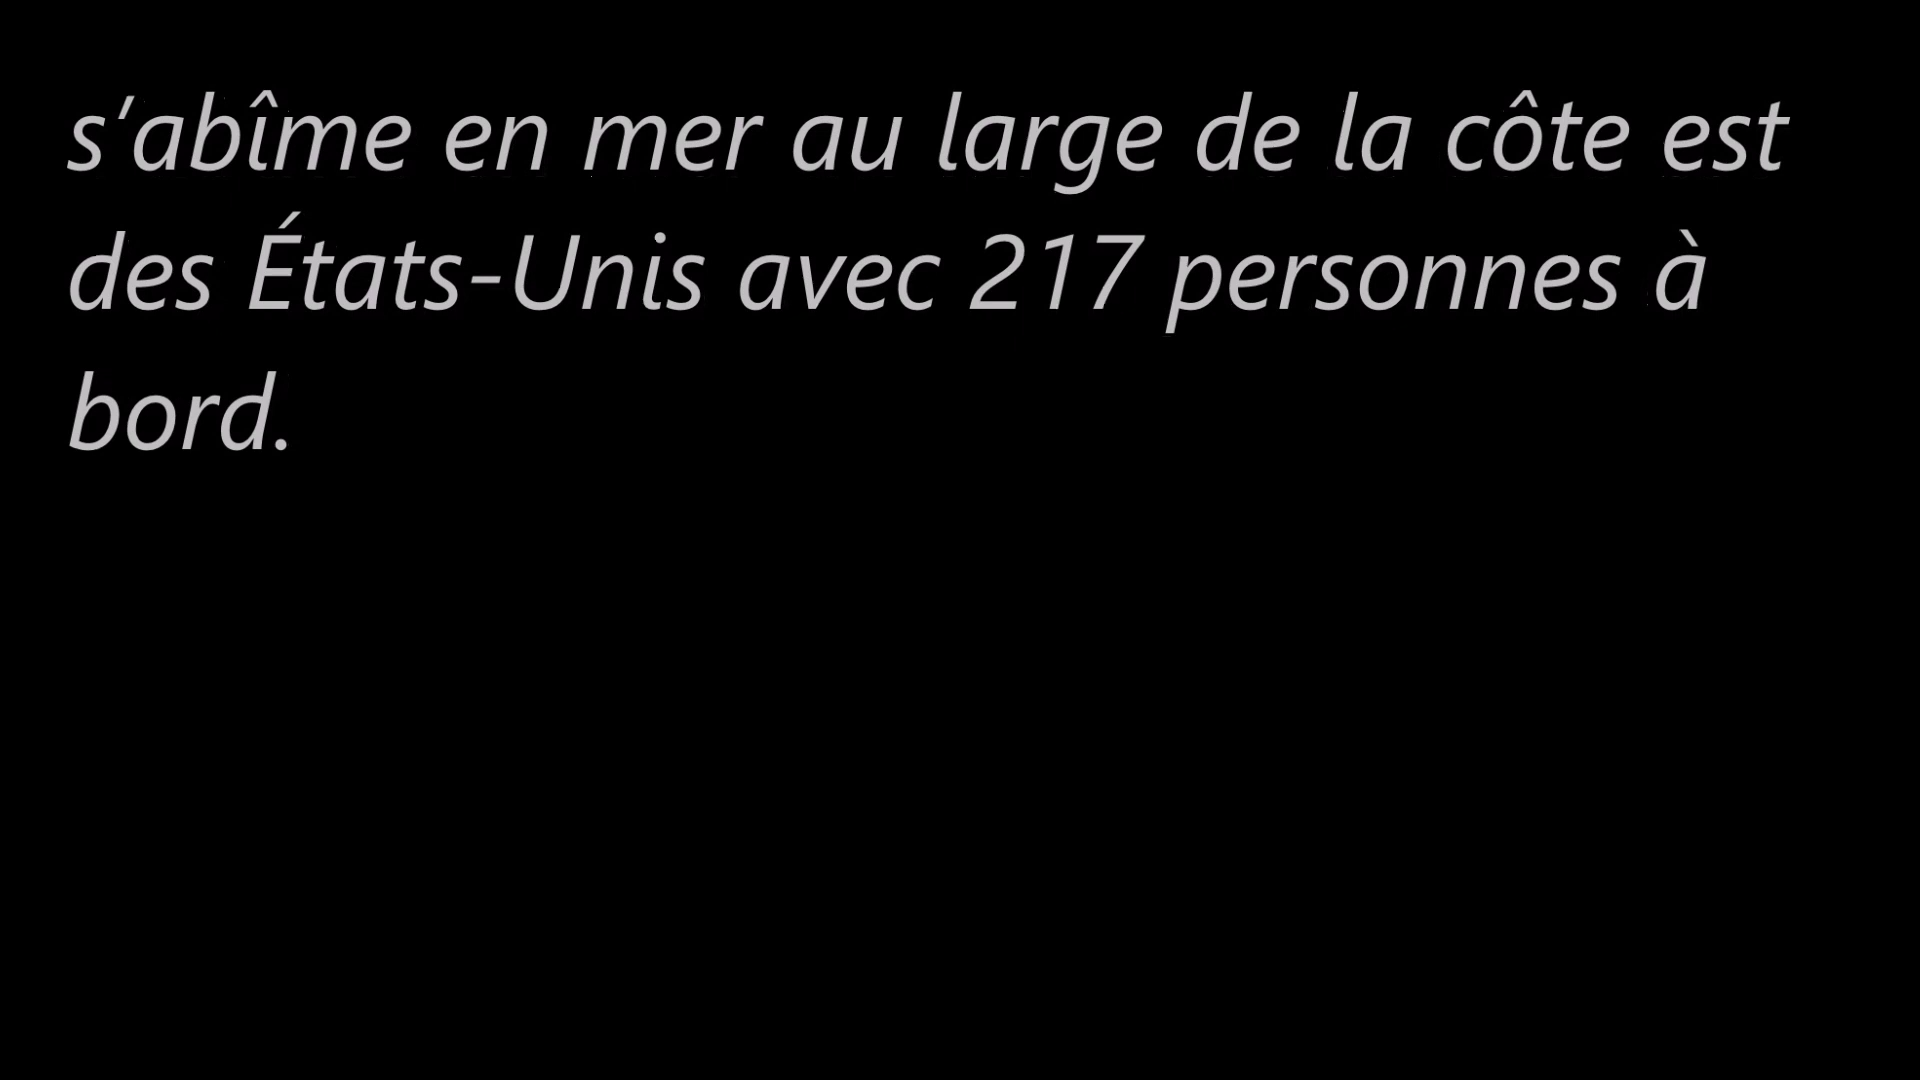 s’abîme en mer au large de la côte est
des États-Unis avec 217 personnes à
bord.